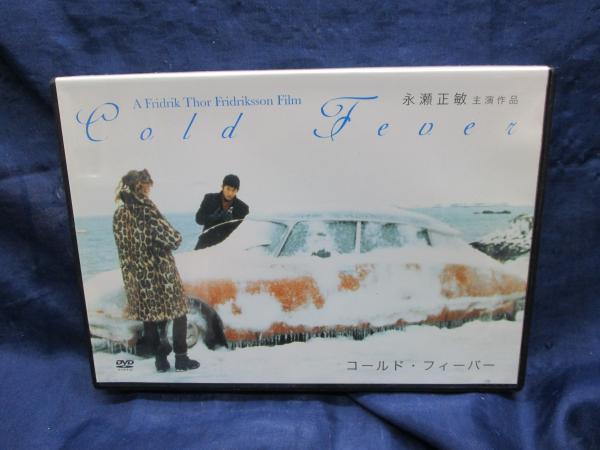 A Fridrik Thor Fridriksson Film
永瀬正敏 主演作品
Cold Fever
DVD
コールド・フィーバー